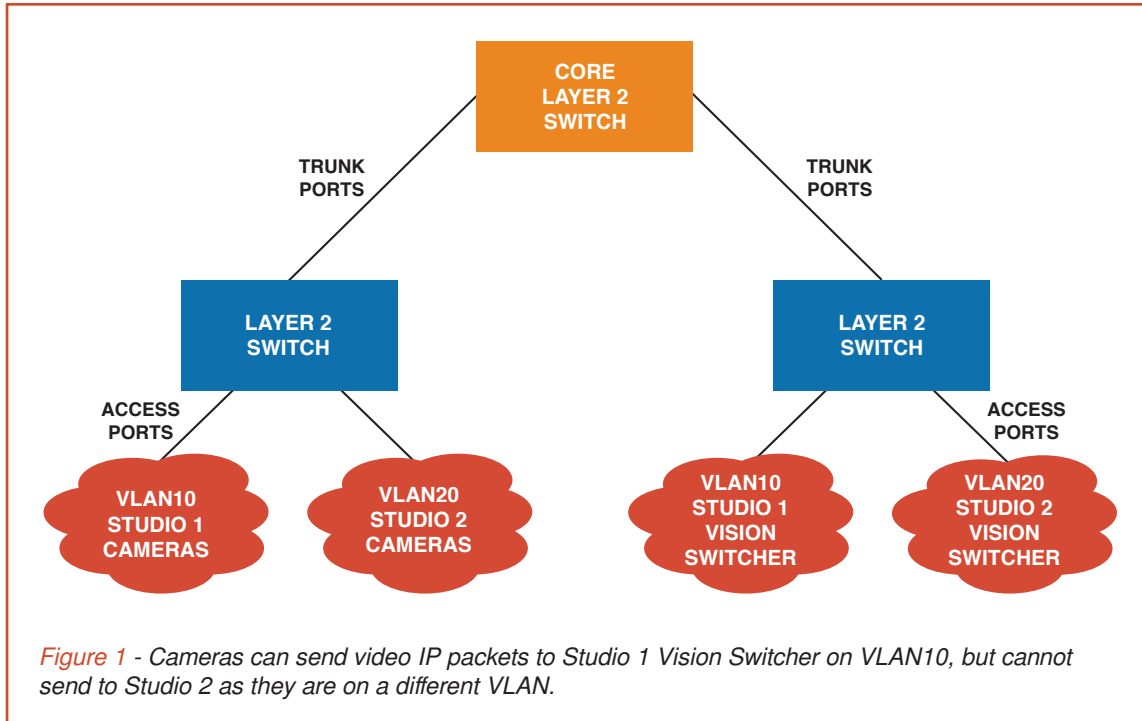 CORE
LAYER 2
SWITCH
TRUNK
PORTS
TRUNK
PORTS
LAYER 2
SWITCH
LAYER 2
SWITCH
ACCESS
PORTS
ACCESS
PORTS
VLAN10
STUDIO 1
CAMERAS
VLAN20
STUDIO 2
CAMERAS
VLAN10
STUDIO 1
VISION
SWITCHER
VLAN20
STUDIO 2
VISION
SWITCHER
Figure 1 - Cameras can send video IP packets to Studio 1 Vision Switcher on VLAN10, but cannot
send to Studio 2 as they are on a different VLAN.